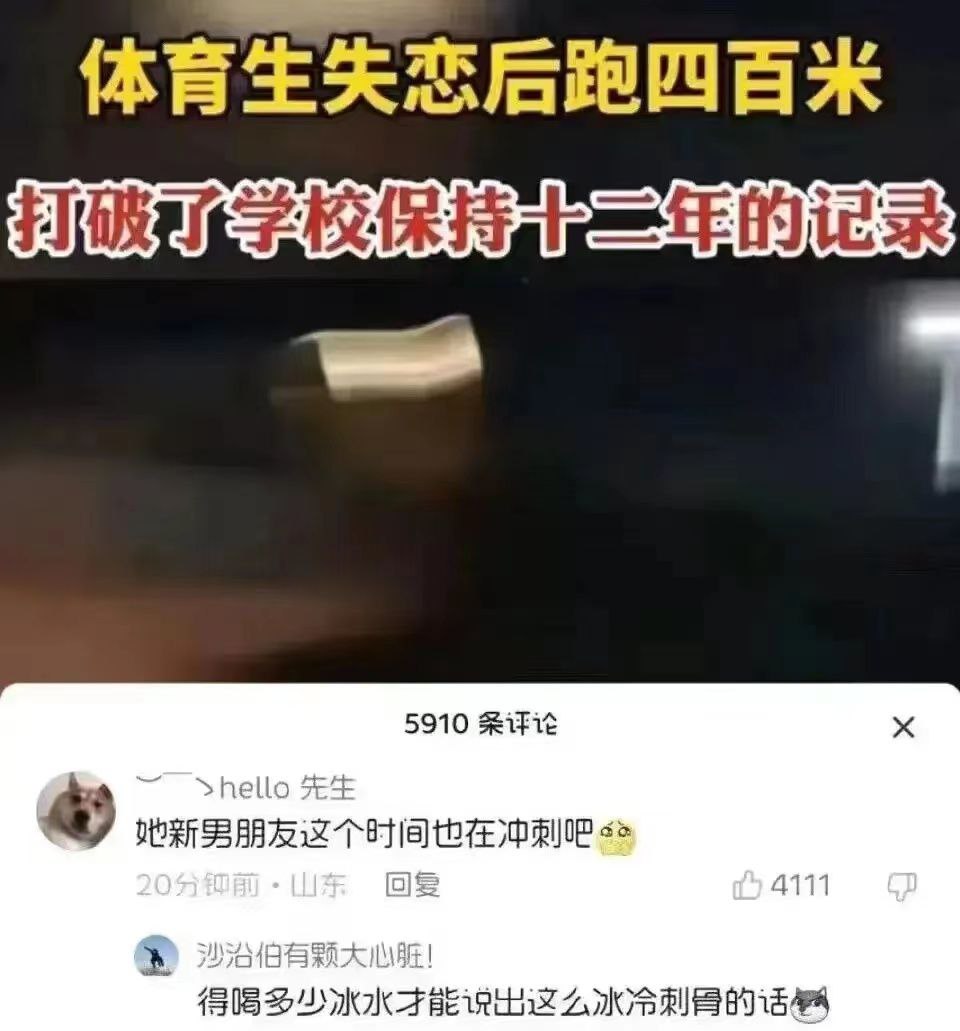 体育生失恋后跑四百米
打破了学校保持十二年的记录
5910 条评论
hello 先生
她新男朋友这个时间也在冲刺吧
20分钟前·山东 回复 4111
沙沿伯有颗大心脏！
得喝多少冰水才能说出这么冰冷刺骨的话